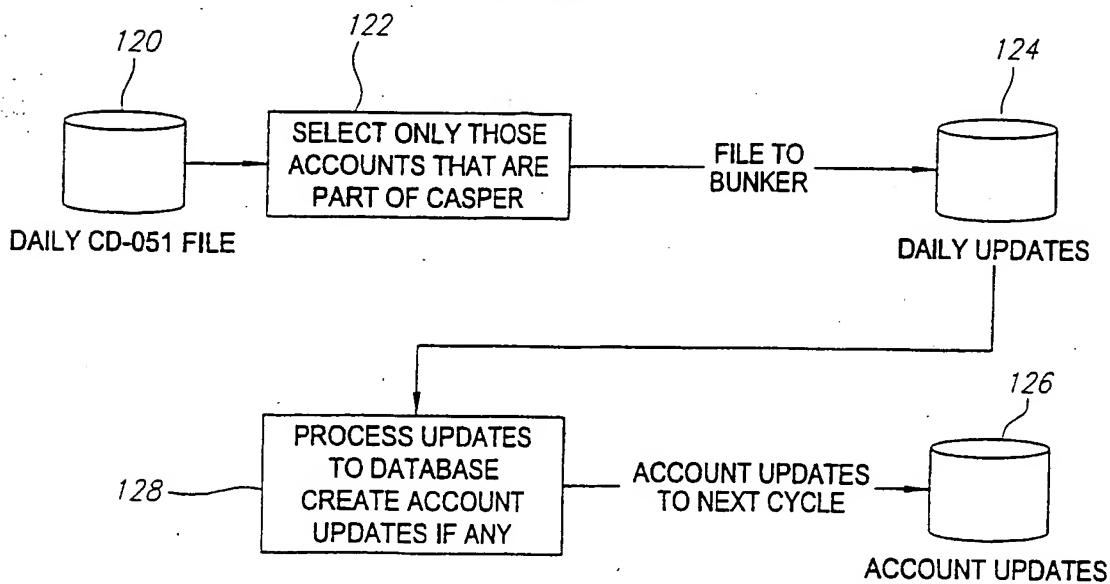 120
122
124
SELECT ONLY THOSE
ACCOUNTS THAT ARE
PART OF CASPER
FILE TO
BUNKER
DAILY CD-051 FILE
DAILY UPDATES
126
128
PROCESS UPDATES
TO DATABASE
CREATE ACCOUNT
UPDATES IF ANY
ACCOUNT UPDATES
TO NEXT CYCLE
ACCOUNT UPDATES